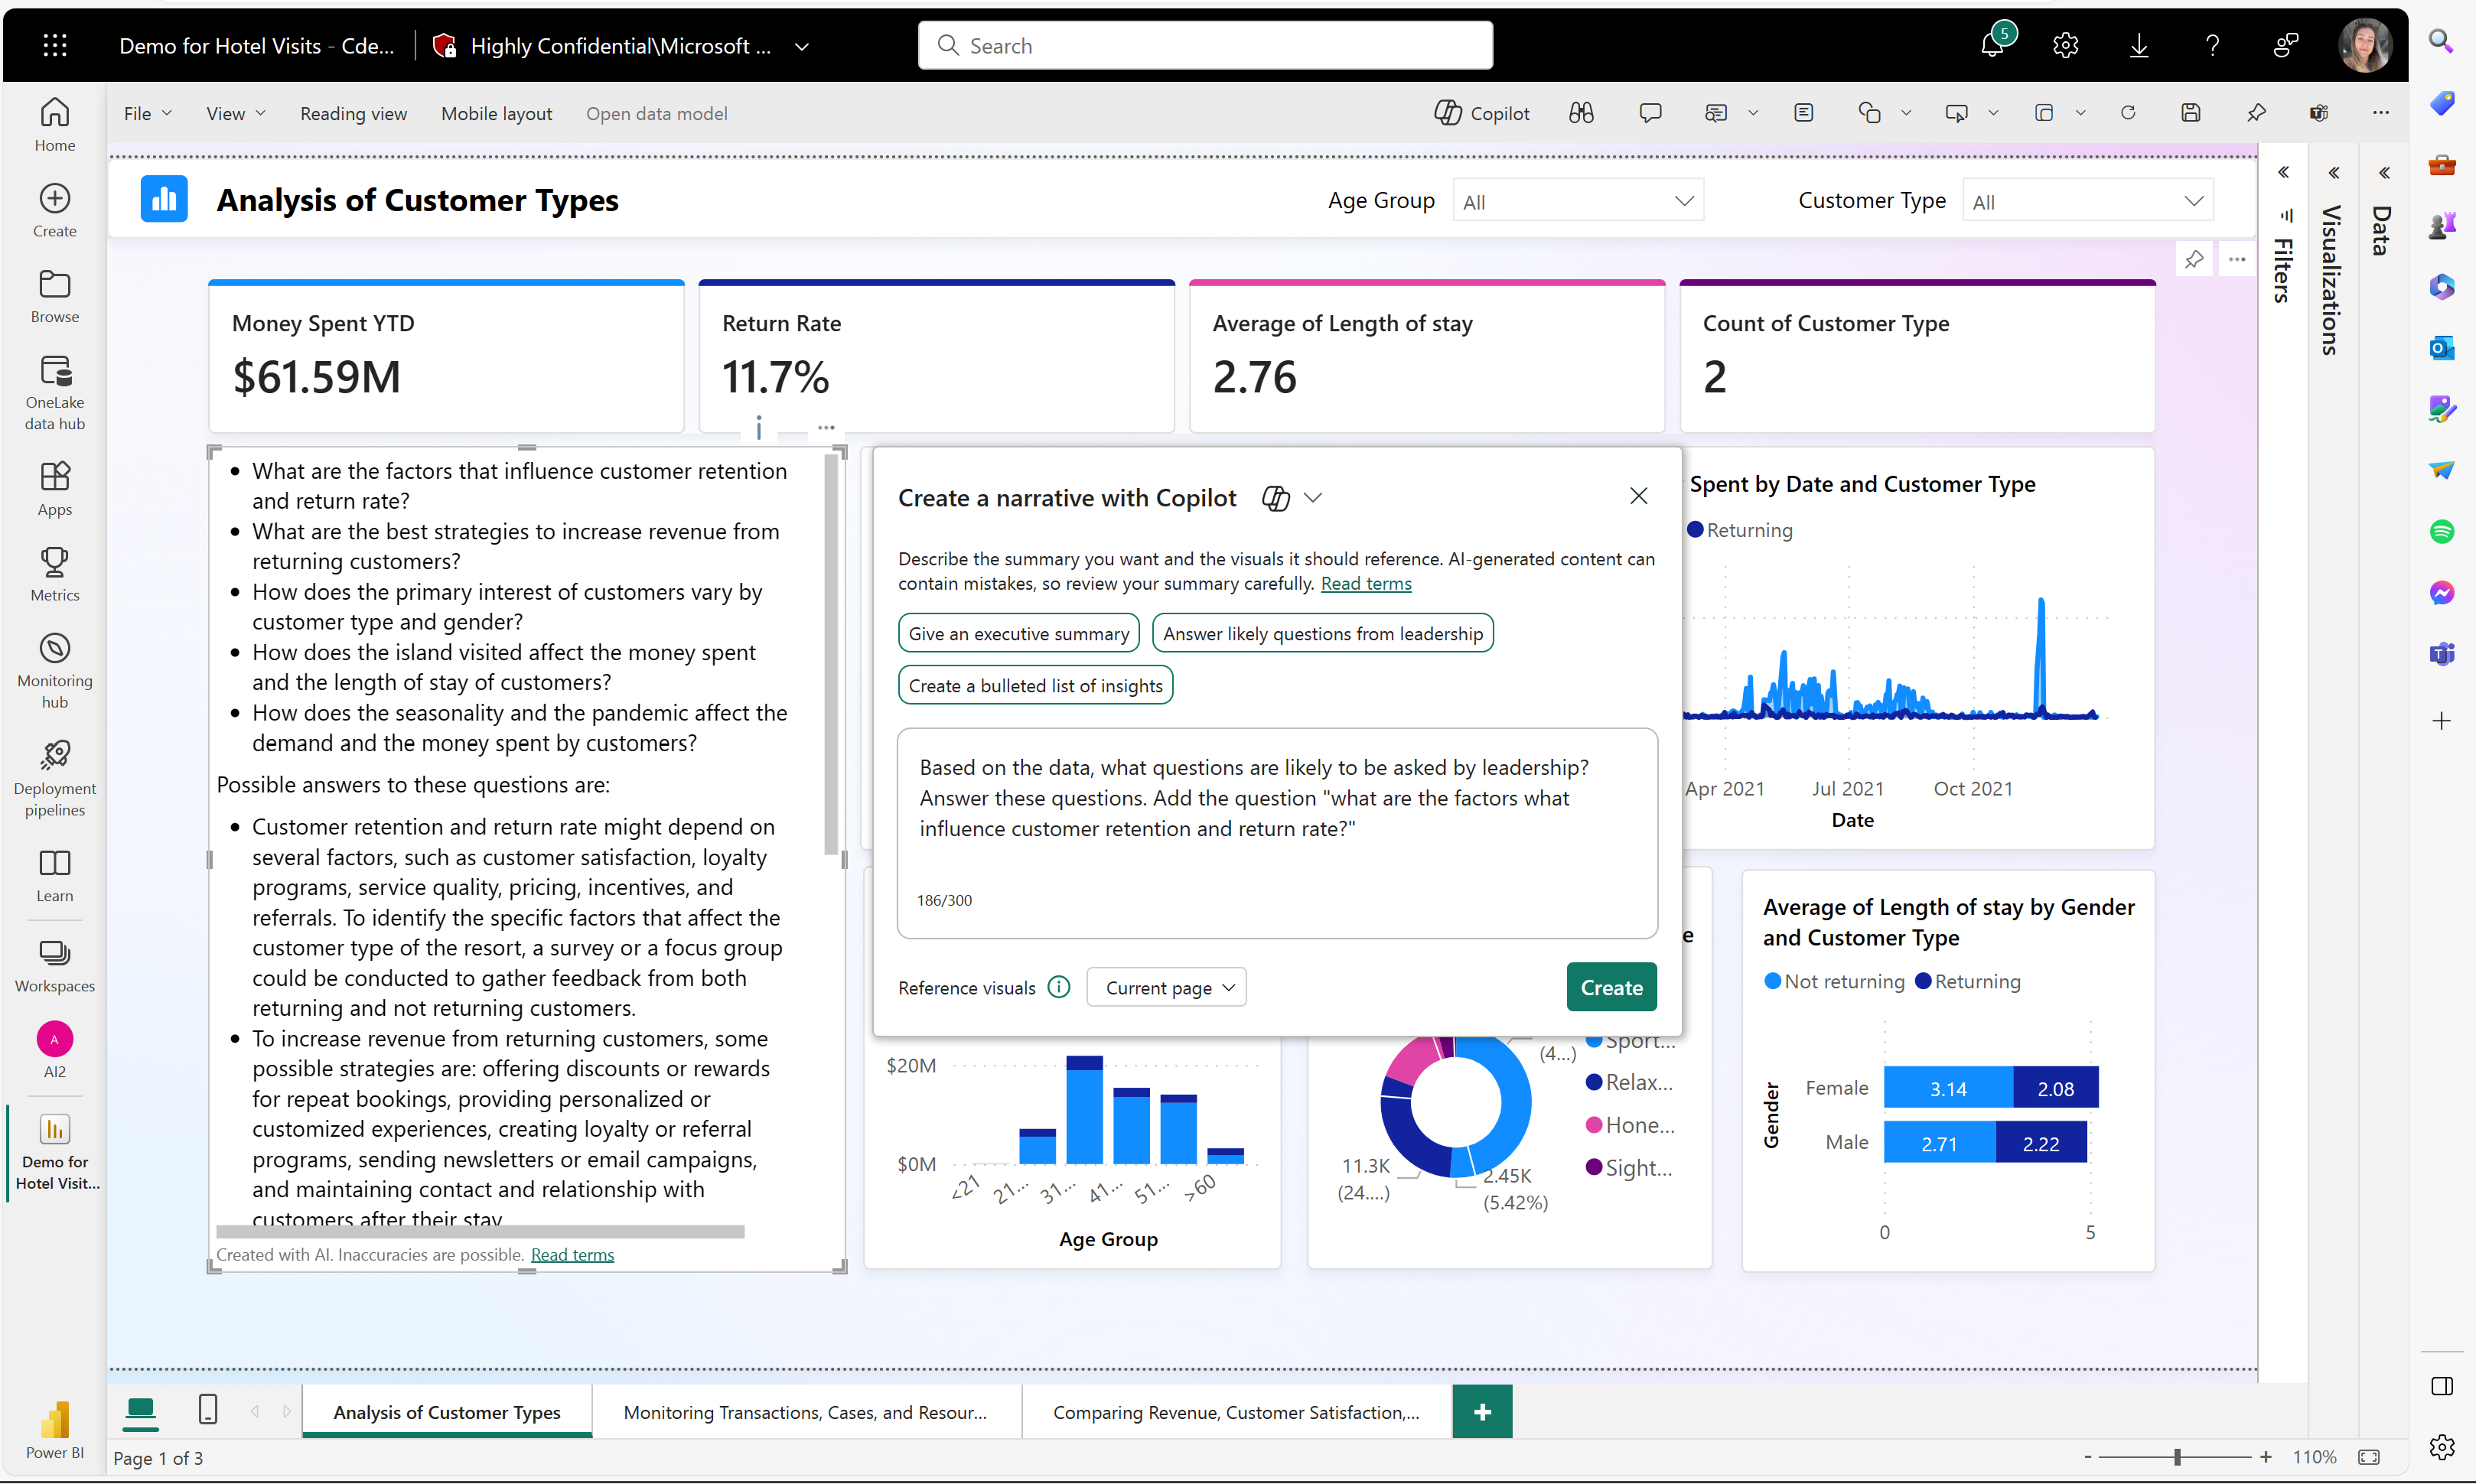 Demo for Hotel Visits - Cde...
Highly Confidential\Microsoft ...
Search
5
File
View
Reading view
Mobile layout
Open data model
Copilot
Home
Create
Browse
OneLake
data hub
Apps
Metrics
Monitoring
hub
Deployment
pipelines
Learn
Workspaces
A
AI2
Demo for
Hotel Visit...
Power BI
Analysis of Customer Types
Age Group
All
Customer Type
All
Filters
Visualizations
Data
Money Spent YTD
$61.59M
Return Rate
11.7%
Average of Length of stay
2.76
Count of Customer Type
2
• What are the factors that influence customer retention
and return rate?
• What are the best strategies to increase revenue from
returning customers?
• How does the primary interest of customers vary by
customer type and gender?
• How does the island visited affect the money spent
and the length of stay of customers?
• How does the seasonality and the pandemic affect the
demand and the money spent by customers?
Possible answers to these questions are:
• Customer retention and return rate might depend on
several factors, such as customer satisfaction, loyalty
programs, service quality, pricing, incentives, and
referrals. To identify the specific factors that affect the
customer type of the resort, a survey or a focus group
could be conducted to gather feedback from both
returning and not returning customers.
• To increase revenue from returning customers, some
possible strategies are: offering discounts or rewards
for repeat bookings, providing personalized or
customized experiences, creating loyalty or referral
programs, sending newsletters or email campaigns,
and maintaining contact and relationship with
customers after their stay
Created with AI. Inaccuracies are possible. Read terms
Create a narrative with Copilot
Describe the summary you want and the visuals it should reference. AI-generated content can
contain mistakes, so review your summary carefully. Read terms
Give an executive summary
Answer likely questions from leadership
Create a bulleted list of insights
Based on the data, what questions are likely to be asked by leadership?
Answer these questions. Add the question "what are the factors what
influence customer retention and return rate?"
186/300
Reference visuals
Current page
Create
Spent by Date and Customer Type
Returning
Apr 2021
Jul 2021
Oct 2021
Date
$20M
$0M
<21
21...
31...
41...
51...
>60
Age Group
e
(4...)
11.3K
(24....)
2.45K
(5.42%)
Sport...
Relax...
Hone...
Sight...
Average of Length of stay by Gender
and Customer Type
Not returning
Returning
Gender
Female
3.14
2.08
Male
2.71
2.22
0
5
Analysis of Customer Types
Monitoring Transactions, Cases, and Resour...
Comparing Revenue, Customer Satisfaction,...
Page 1 of 3
- + 110%